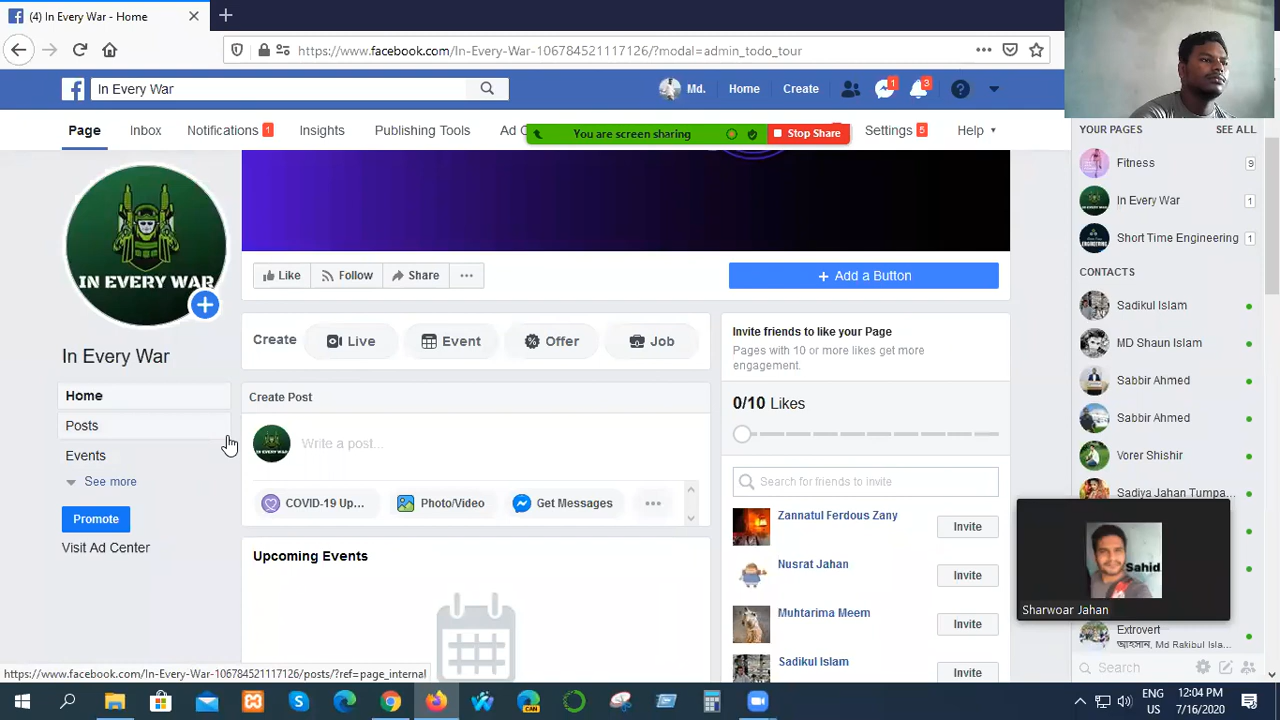 (4) In Every War - Home
https://www.facebook.com/In-Every-War-106784521117126/?modal=admin_todo_tour
In Every War
Md.
Home
Create
1
3
Page
Inbox
Notifications 1
Insights
Publishing Tools
Ad C
You are screen sharing
Stop Share
Settings 5
Help
IN EVERY WAR
In Every War
Home
Posts
Events
See more
Promote
Visit Ad Center
Like
Follow
Share
+ Add a Button
Create
Live
Event
Offer
Job
Create Post
Write a post...
COVID-19 Up...
Photo/Video
Get Messages
Upcoming Events
Invite friends to like your Page
Pages with 10 or more likes get more
engagement.
0/10 Likes
Search for friends to invite
Zannatul Ferdous Zany
Invite
Nusrat Jahan
Invite
Muhtarima Meem
Invite
Sadikul Islam
Invite
YOUR PAGES
SEE ALL
Fitness
9
In Every War
1
Short Time Engineering
1
CONTACTS
Sadikul Islam
MD Shaun Islam
Sabbir Ahmed
Sabbir Ahmed
Vorer Shishir
Sadiya Jahan Tumpa...
Sahid
Sharwoar Jahan
Extrovert
আহসান, Md Rakibul Isla...
Search
https://www.facebook.com/In-Every-War-106784521117126/posts/?ref=page_internal
CAN
ENG
US
12:04 PM
7/16/2020